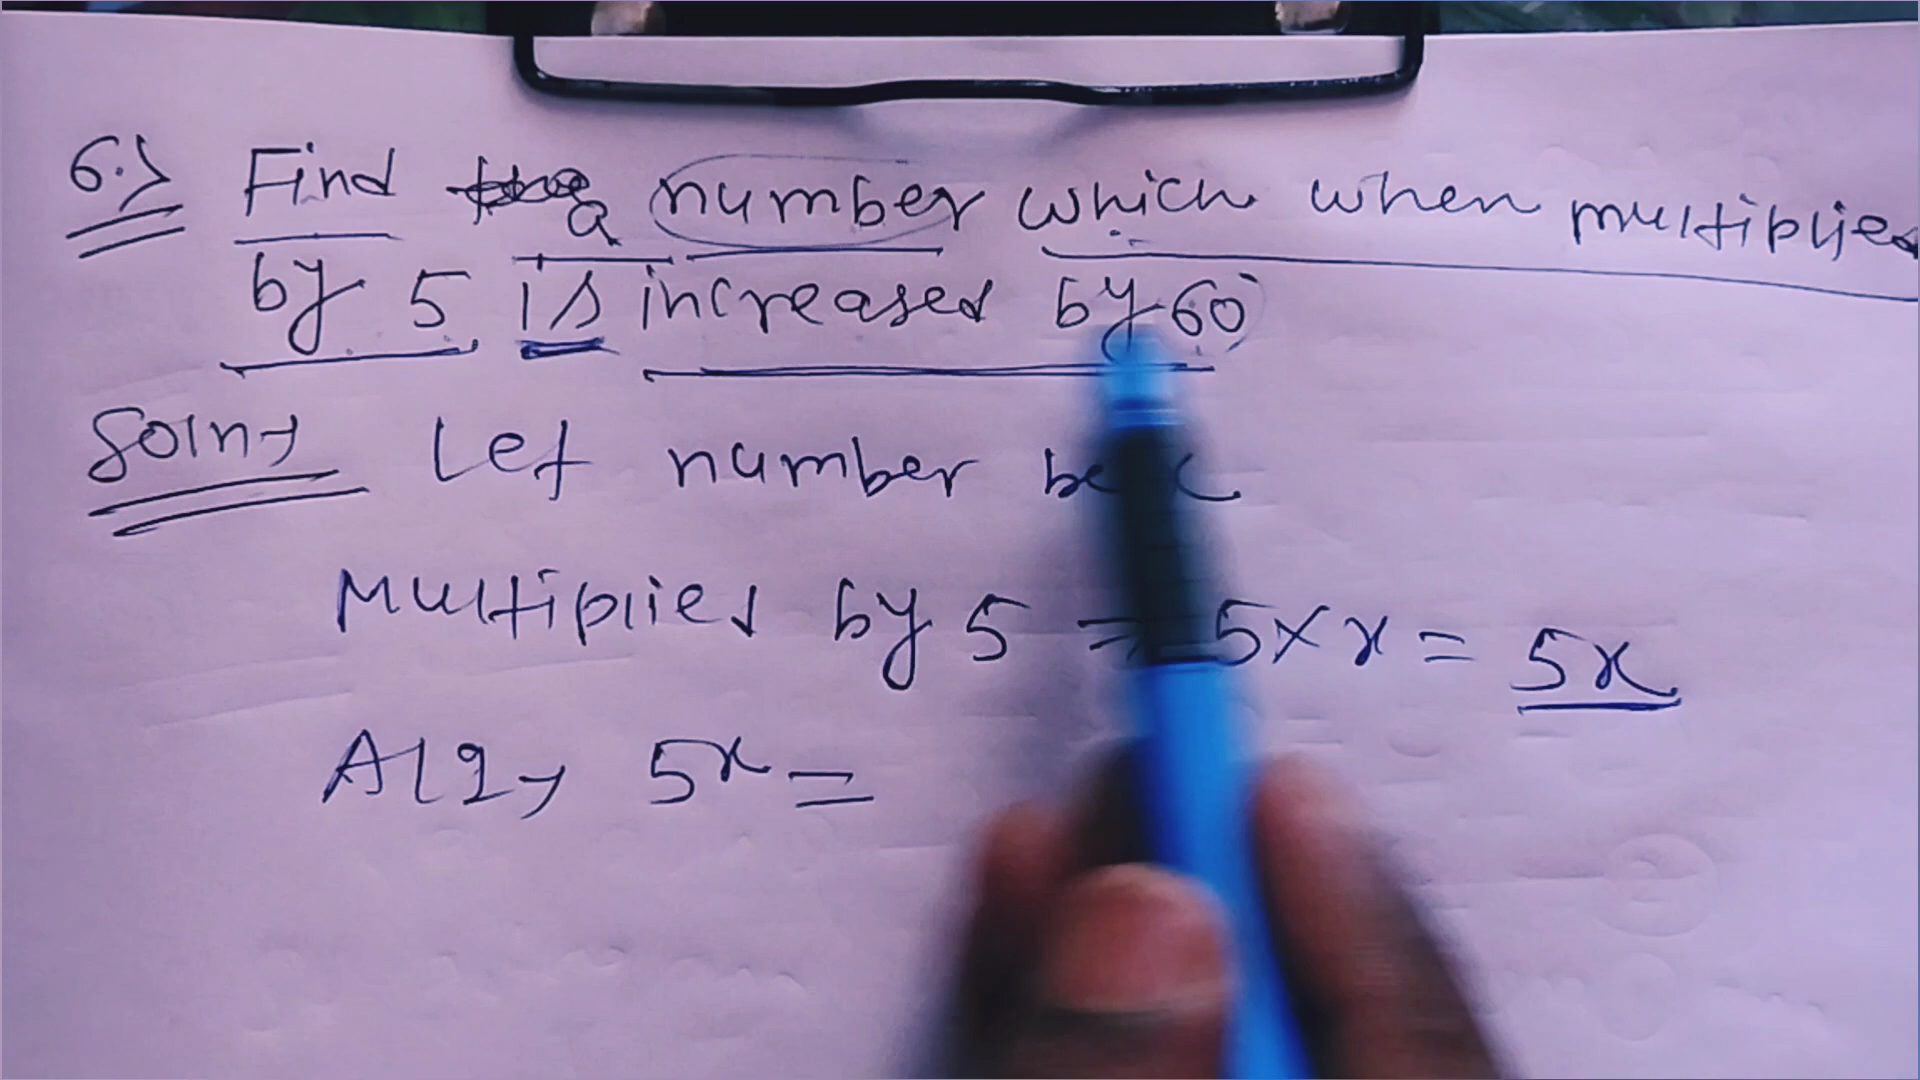 6.> Find a number which when multiplied
by 5 is increased by 60
Soln→ Let number be x
Multiplied by 5 = 5×x = 5x
A/q→ 5x =